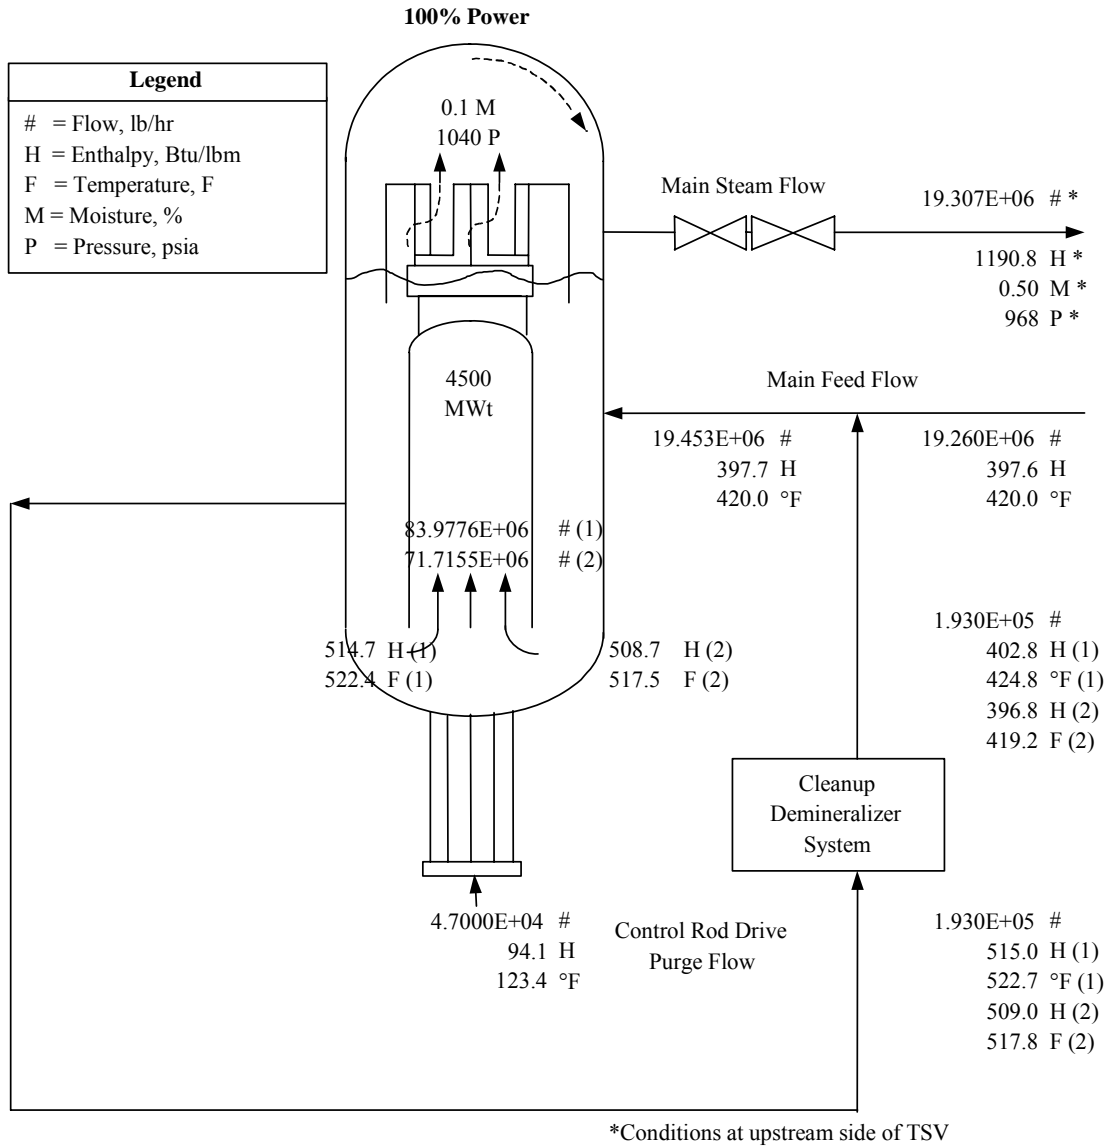 100% Power
Legend
# = Flow, lb/hr
H = Enthalpy, Btu/lbm
F = Temperature, F
M = Moisture, %
P = Pressure, psia
0.1 M
1040 P
Main Steam Flow
19.307E+06 # *
1190.8 H *
0.50 M *
968 P *
4500
MWt
Main Feed Flow
19.453E+06 #
397.7 H
420.0 °F
19.260E+06 #
397.6 H
420.0 °F
83.9776E+06 # (1)
71.7155E+06 # (2)
514.7 H (1)
522.4 F (1)
508.7 H (2)
517.5 F (2)
1.930E+05 #
402.8 H (1)
424.8 °F (1)
396.8 H (2)
419.2 F (2)
Cleanup
Demineralizer
System
4.7000E+04 #
94.1 H
123.4 °F
Control Rod Drive
Purge Flow
1.930E+05 #
515.0 H (1)
522.7 °F (1)
509.0 H (2)
517.8 F (2)
*Conditions at upstream side of TSV